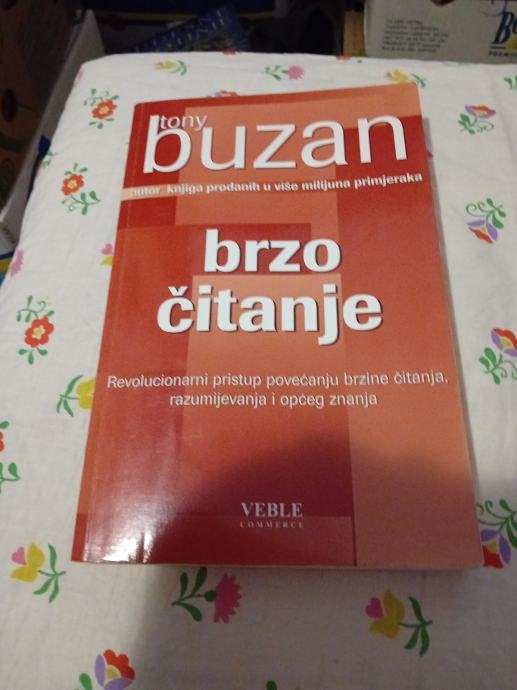 tony
buzan
autor knjiga prodanih u više milijuna primjeraka
brzo
čitanje
Revolucionarni pristup povećanju brzine čitanja,
razumijevanja i općeg znanja
VEBLE
COMMERCE